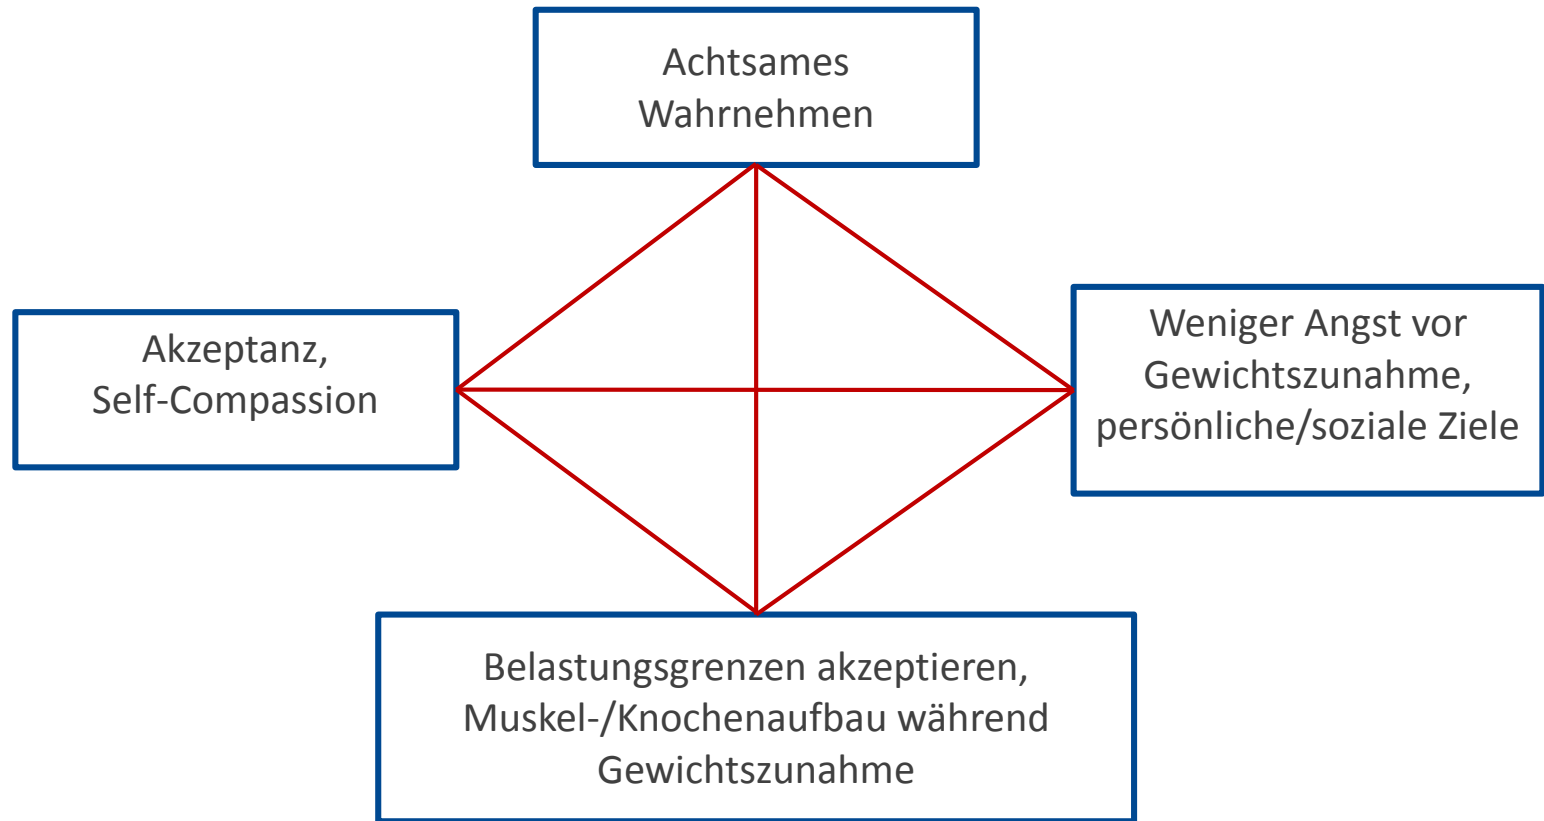 Achtsames
Wahrnehmen
Akzeptanz,
Self-Compassion
Weniger Angst vor
Gewichtszunahme,
persönliche/soziale Ziele
Belastungsgrenzen akzeptieren,
Muskel-/Knochenaufbau während
Gewichtszunahme